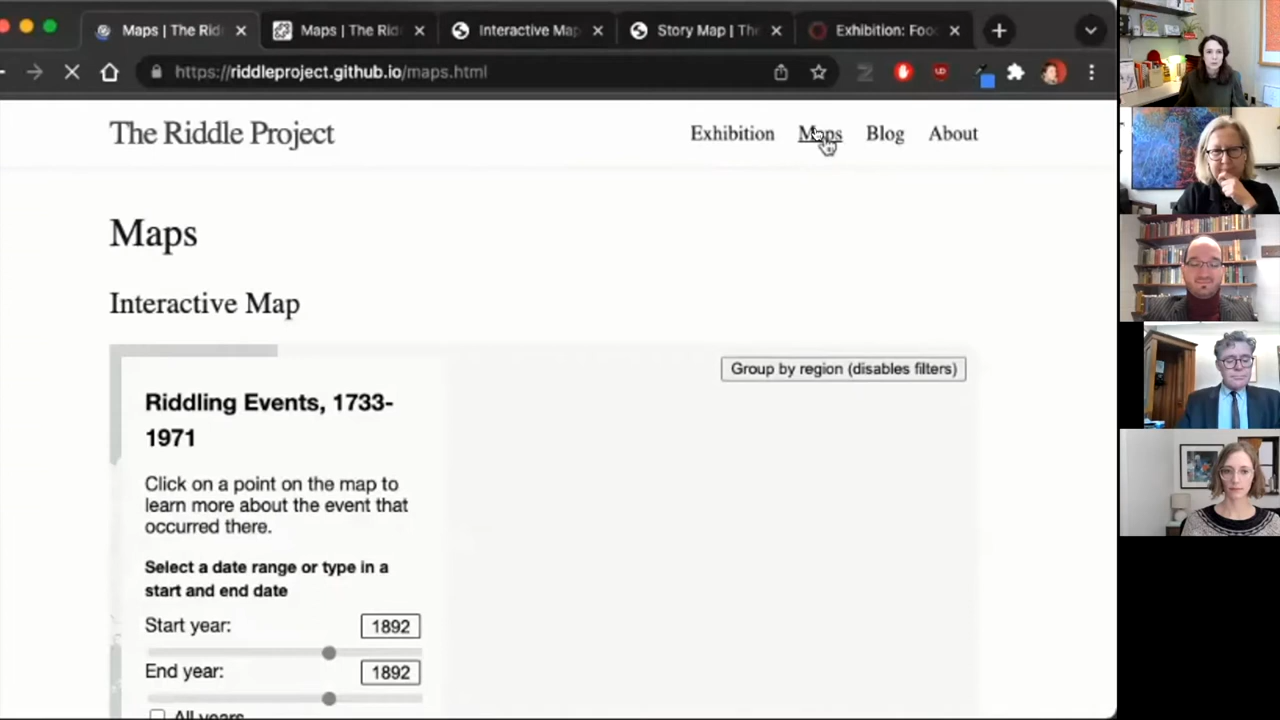 Maps | The Rid
Maps | The Rid
Interactive Map
Story Map | The
Exhibition: Foo
https://riddleproject.github.io/maps.html
The Riddle Project
Exhibition
Maps
Blog
About
Maps
Interactive Map
Group by region (disables filters)
Riddling Events, 1733-
1971
Click on a point on the map to
learn more about the event that
occurred there.
Select a date range or type in a
start and end date
Start year:
1892
End year:
1892
All years